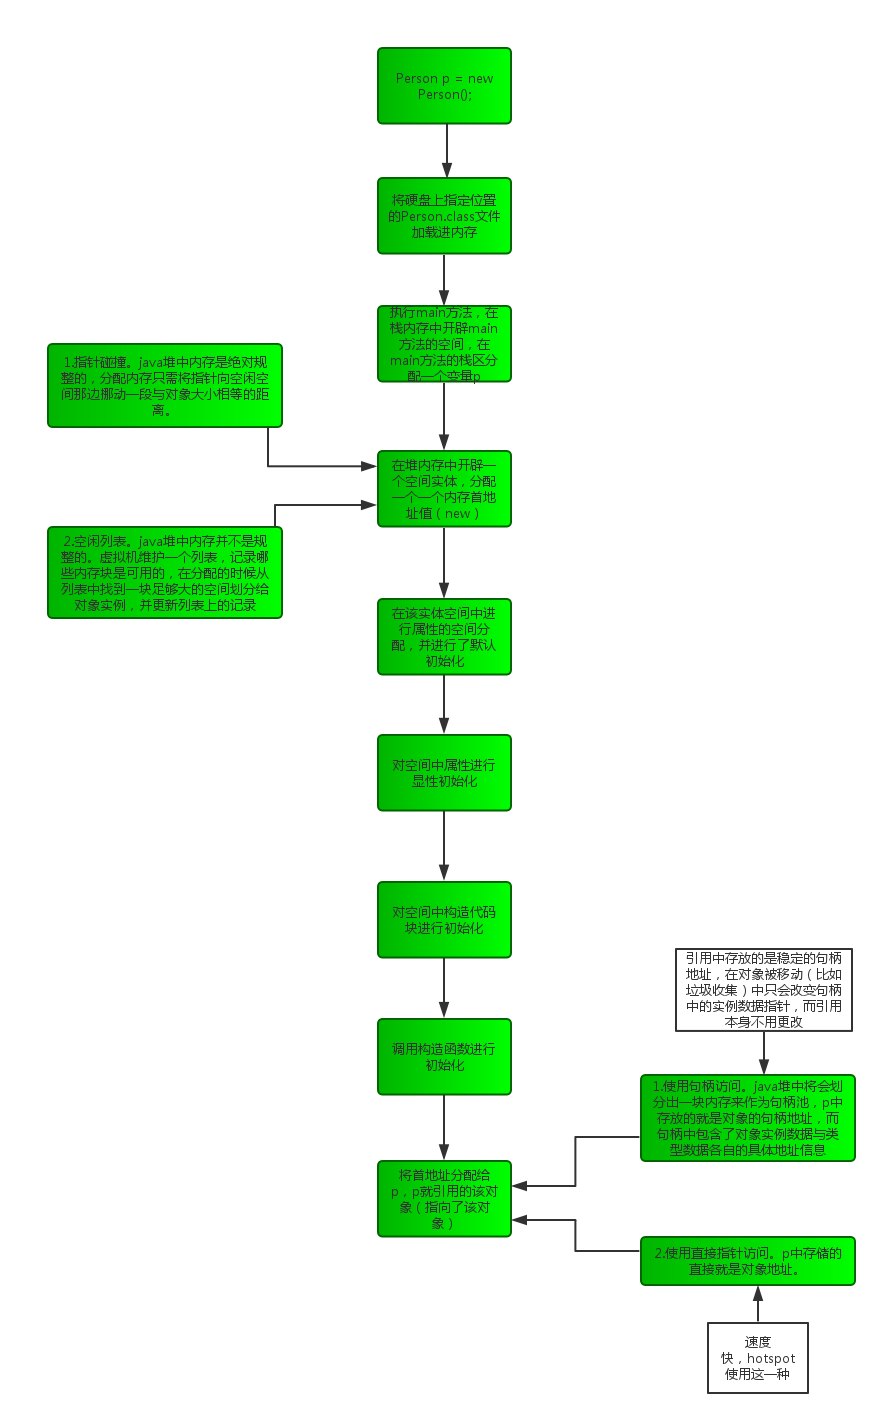 Person p = new
Person();
将硬盘上指定位置
的Person.class文件
加载进内存
执行main方法，在
栈内存中开辟main
方法的空间，在
main方法的栈区分
配一个变量p
1.指针碰撞。java堆中内存是绝对规
整的，分配内存只需将指针向空闲空
间那边挪动一段与对象大小相等的距
离。
在堆内存中开辟一
个空间实体，分配
一个一个内存首地
址值（new）
2.空闲列表。java堆中内存并不是规
整的。虚拟机维护一个列表，记录哪
些内存块是可用的，在分配的时候从
列表中找到一块足够大的空间划分给
对象实例，并更新列表上的记录
在该实体空间中进
行属性的空间分
配，并进行了默认
初始化
对空间中属性进行
显性初始化
对空间中构造代码
块进行初始化
调用构造函数进行
初始化
引用中存放的是稳定的句柄
地址，在对象被移动（比如
垃圾收集）中只会改变句柄
中的实例数据指针，而引用
本身不用更改
1.使用句柄访问。java堆中将会划
分出一块内存来作为句柄池，p中
存放的就是对象的句柄地址，而
句柄中包含了对象实例数据与类
型数据各自的具体地址信息
将首地址分配给
p，p就引用的该对
象（指向了该对
象）
2.使用直接指针访问。p中存储的
直接就是对象地址。
速度
快，hotspot
使用这一种